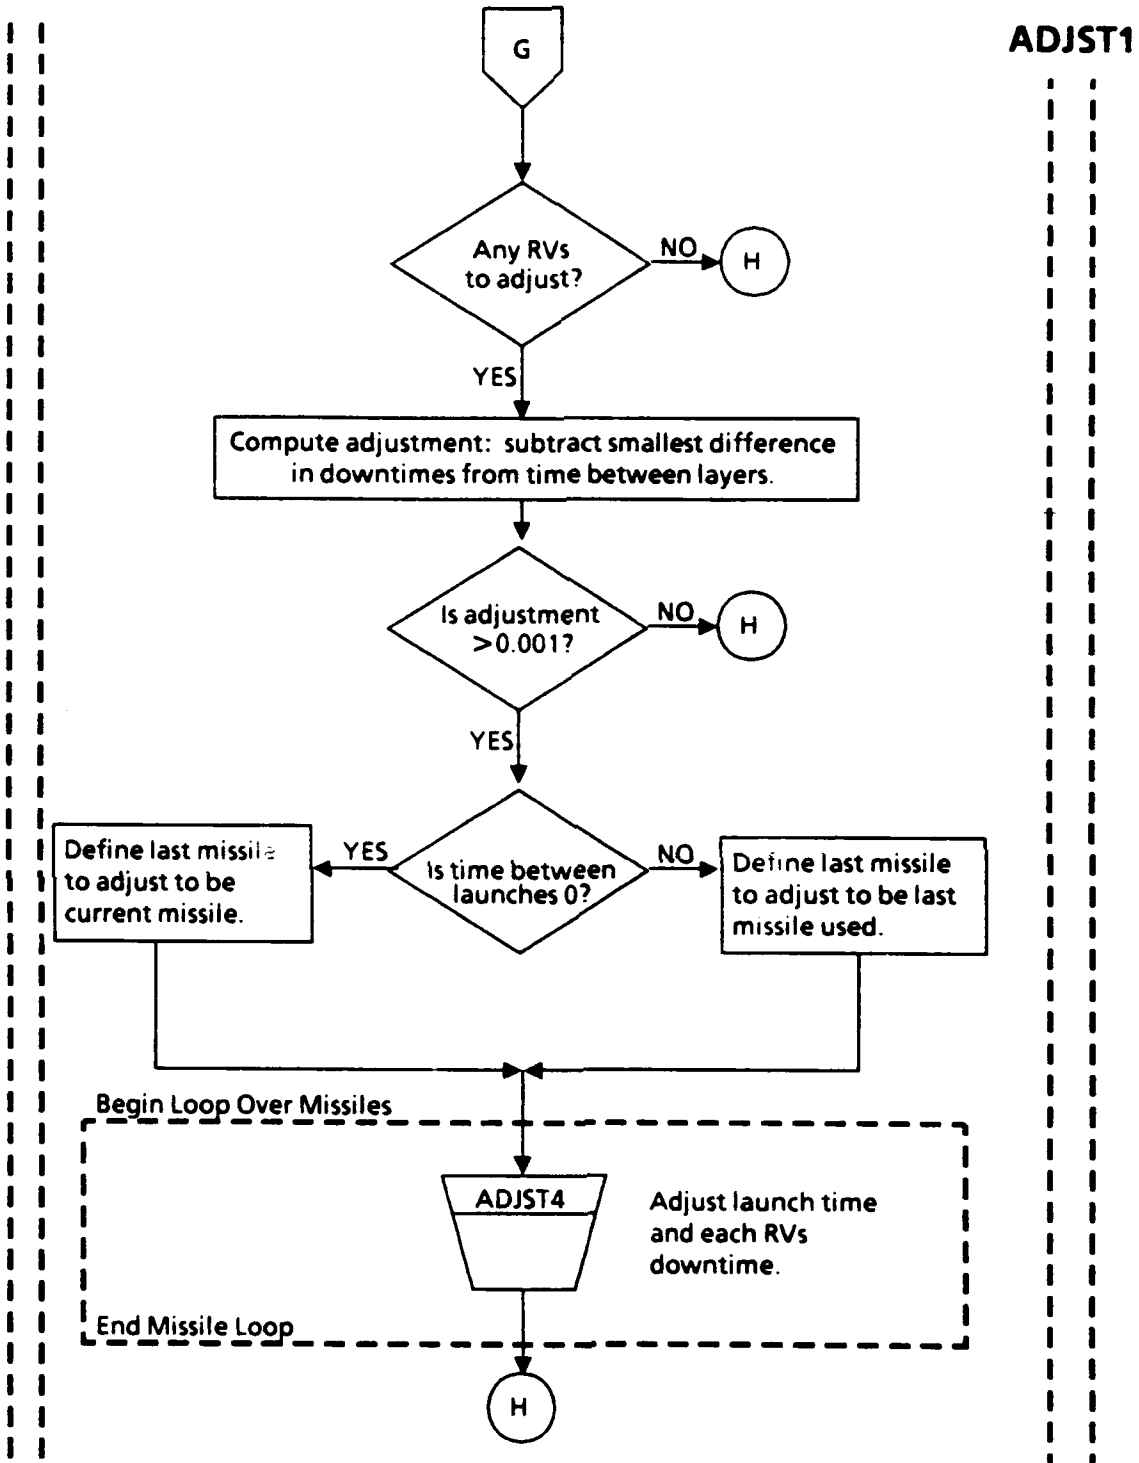 ADJST1
G
Any RVs
to adjust?
NO
H
YES
Compute adjustment: subtract smallest difference
in downtimes from time between layers.
Is adjustment
>0.001?
NO
H
YES
Is time between
launches 0?
YES
Define last missile
to adjust to be
current missile.
NO
Define last missile
to adjust to be last
missile used.
Begin Loop Over Missiles
ADJST4
Adjust launch time
and each RVs
downtime.
End Missile Loop
H